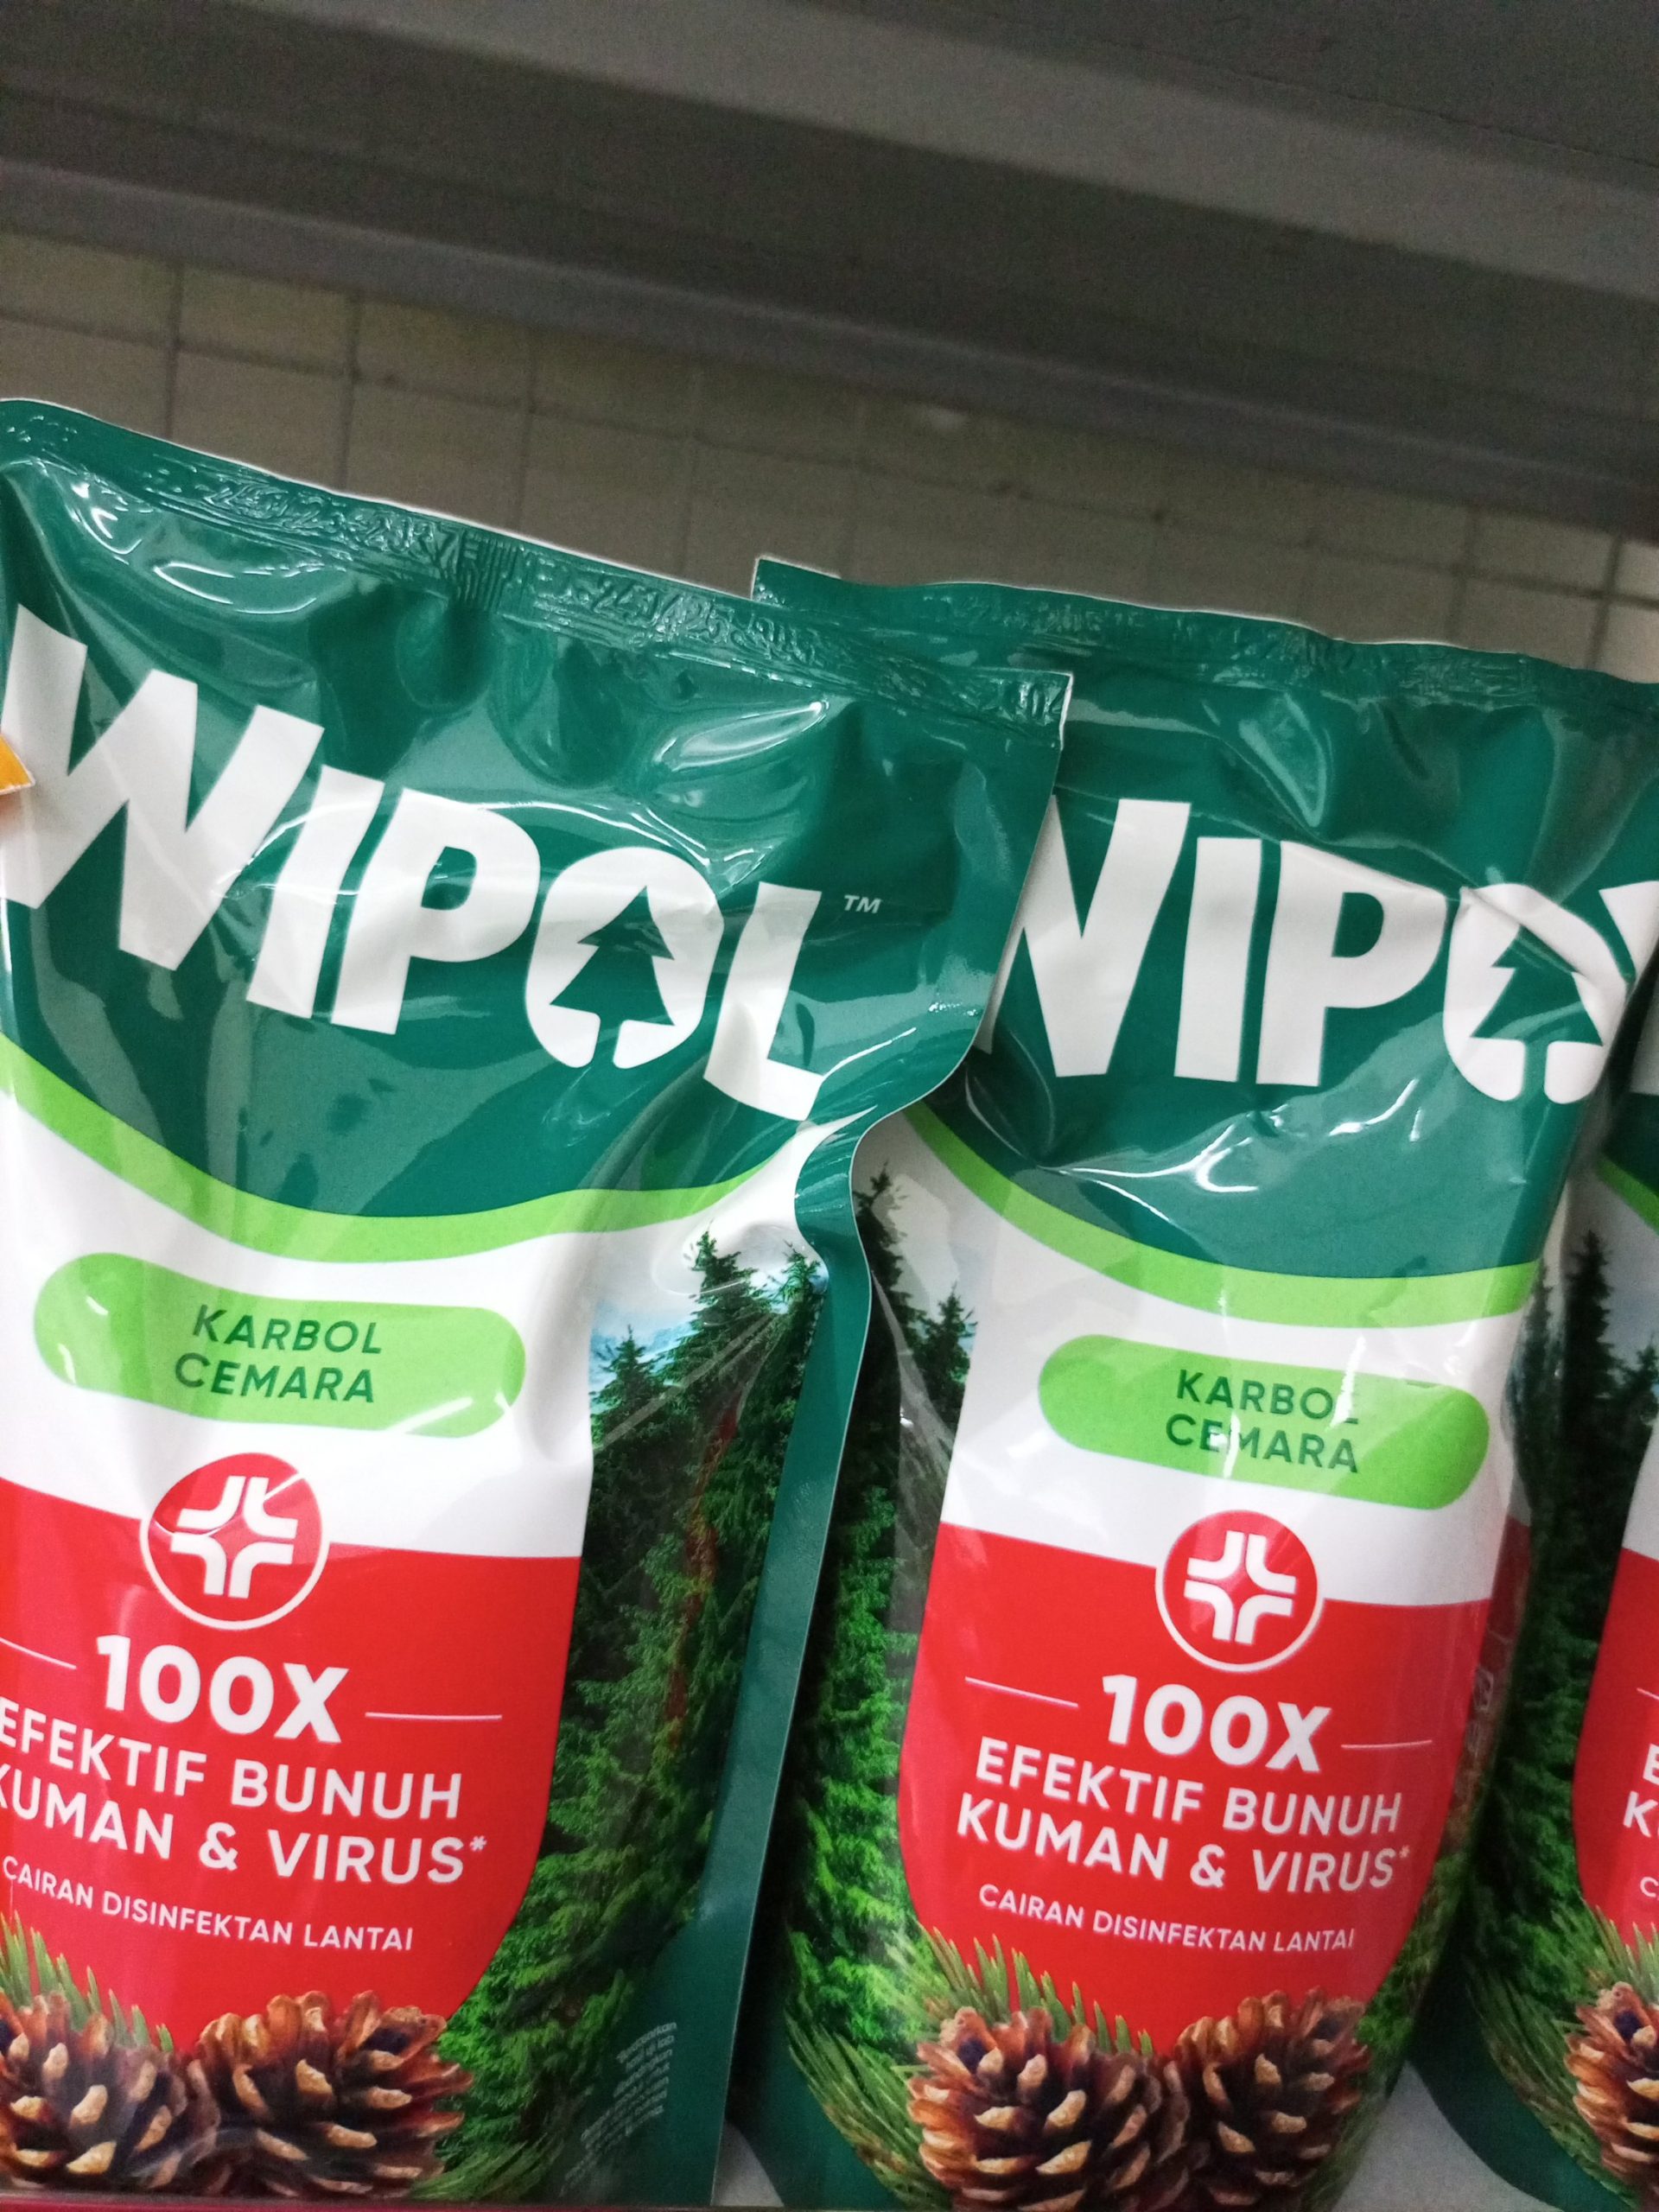 WIPOL™
KARBOL
CEMARA
100X
EFEKTIF BUNUH
KUMAN & VIRUS*
CAIRAN DISINFEKTAN LANTAI
WIPOL
KARBOL
CEMARA
100X
EFEKTIF BUNUH
KUMAN & VIRUS*
CAIRAN DISINFEKTAN LANTAI